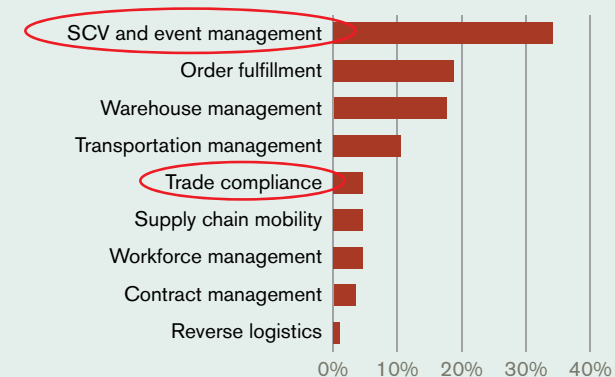 SCV and event management
Order fulfillment
Warehouse management
Transportation management
Trade compliance
Supply chain mobility
Workforce management
Contract management
Reverse logistics
0% 10% 20% 30% 40%